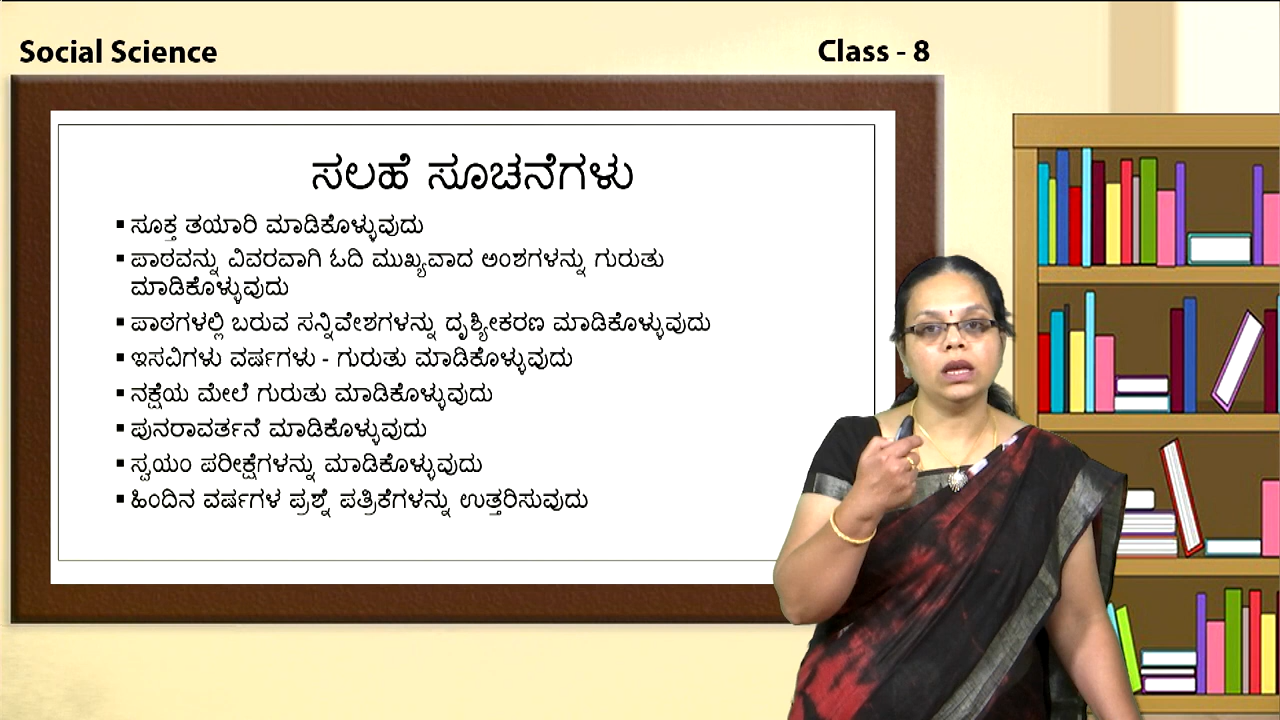 Social Science
Class - 8
ಸಲಹೆ ಸೂಚನೆಗಳು
▪ ಸೂಕ್ತ ತಯಾರಿ ಮಾಡಿಕೊಳ್ಳುವುದು
▪ ಪಾಠವನ್ನು ವಿವರವಾಗಿ ಓದಿ ಮುಖ್ಯವಾದ ಅಂಶಗಳನ್ನು ಗುರುತು
ಮಾಡಿಕೊಳ್ಳುವುದು
▪ ಪಾಠಗಳಲ್ಲಿ ಬರುವ ಸನ್ನಿವೇಶಗಳನ್ನು ದೃಶ್ಯೀಕರಣ ಮಾಡಿಕೊಳ್ಳುವುದು
▪ ಇಸವಿಗಳು ವರ್ಷಗಳು - ಗುರುತು ಮಾಡಿಕೊಳ್ಳುವುದು
▪ ನಕ್ಷೆಯ ಮೇಲೆ ಗುರುತು ಮಾಡಿಕೊಳ್ಳುವುದು
▪ ಪುನರಾವರ್ತನೆ ಮಾಡಿಕೊಳ್ಳುವುದು
▪ ಸ್ವಯಂ ಪರೀಕ್ಷೆಗಳನ್ನು ಮಾಡಿಕೊಳ್ಳುವುದು
▪ ಹಿಂದಿನ ವರ್ಷಗಳ ಪ್ರಶ್ನೆ ಪತ್ರಿಕೆಗಳನ್ನು ಉತ್ತರಿಸುವುದು